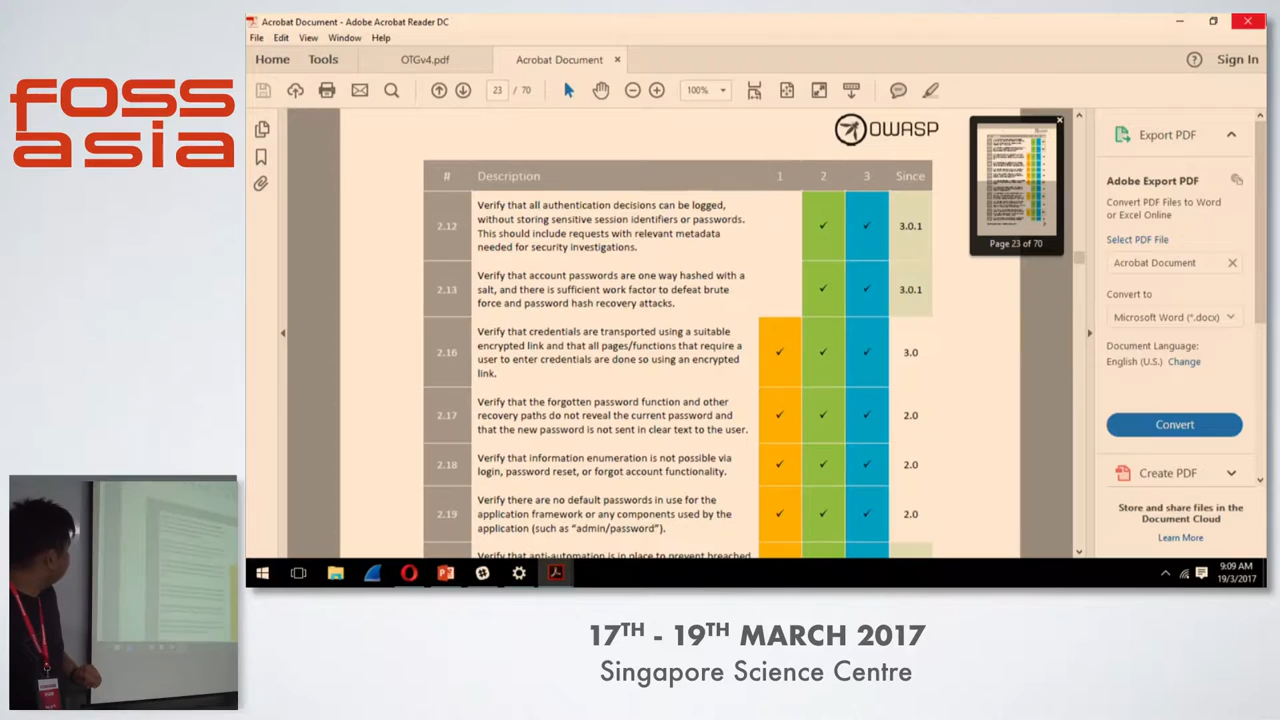 foss
asia
Acrobat Document - Adobe Acrobat Reader DC
File Edit View Window Help
Home Tools OTGv4.pdf Acrobat Document × ? Sign In
23 / 70 100%
OWASP
# Description 1 2 3 Since
2.12 Verify that all authentication decisions can be logged,
without storing sensitive session identifiers or passwords.
This should include requests with relevant metadata
needed for security investigations.
✓ ✓ 3.0.1
2.13 Verify that account passwords are one way hashed with a
salt, and there is sufficient work factor to defeat brute
force and password hash recovery attacks.
✓ ✓ 3.0.1
2.16 Verify that credentials are transported using a suitable
encrypted link and that all pages/functions that require a
user to enter credentials are done so using an encrypted
link.
✓ ✓ ✓ 3.0
2.17 Verify that the forgotten password function and other
recovery paths do not reveal the current password and
that the new password is not sent in clear text to the user.
✓ ✓ ✓ 2.0
2.18 Verify that information enumeration is not possible via
login, password reset, or forgot account functionality.
✓ ✓ ✓ 2.0
2.19 Verify there are no default passwords in use for the
application framework or any components used by the
application (such as “admin/password”).
✓ ✓ ✓ 2.0
Verify that anti-automation is in place to prevent breached
Page 23 of 70
Export PDF
Adobe Export PDF
Convert PDF Files to Word
or Excel Online
Select PDF File
Acrobat Document
Convert to
Microsoft Word (*.docx)
Document Language:
English (U.S.) Change
Convert
Create PDF
Store and share files in the
Document Cloud
Learn More
9:09 AM
19/3/2017
17TH - 19TH MARCH 2017
Singapore Science Centre